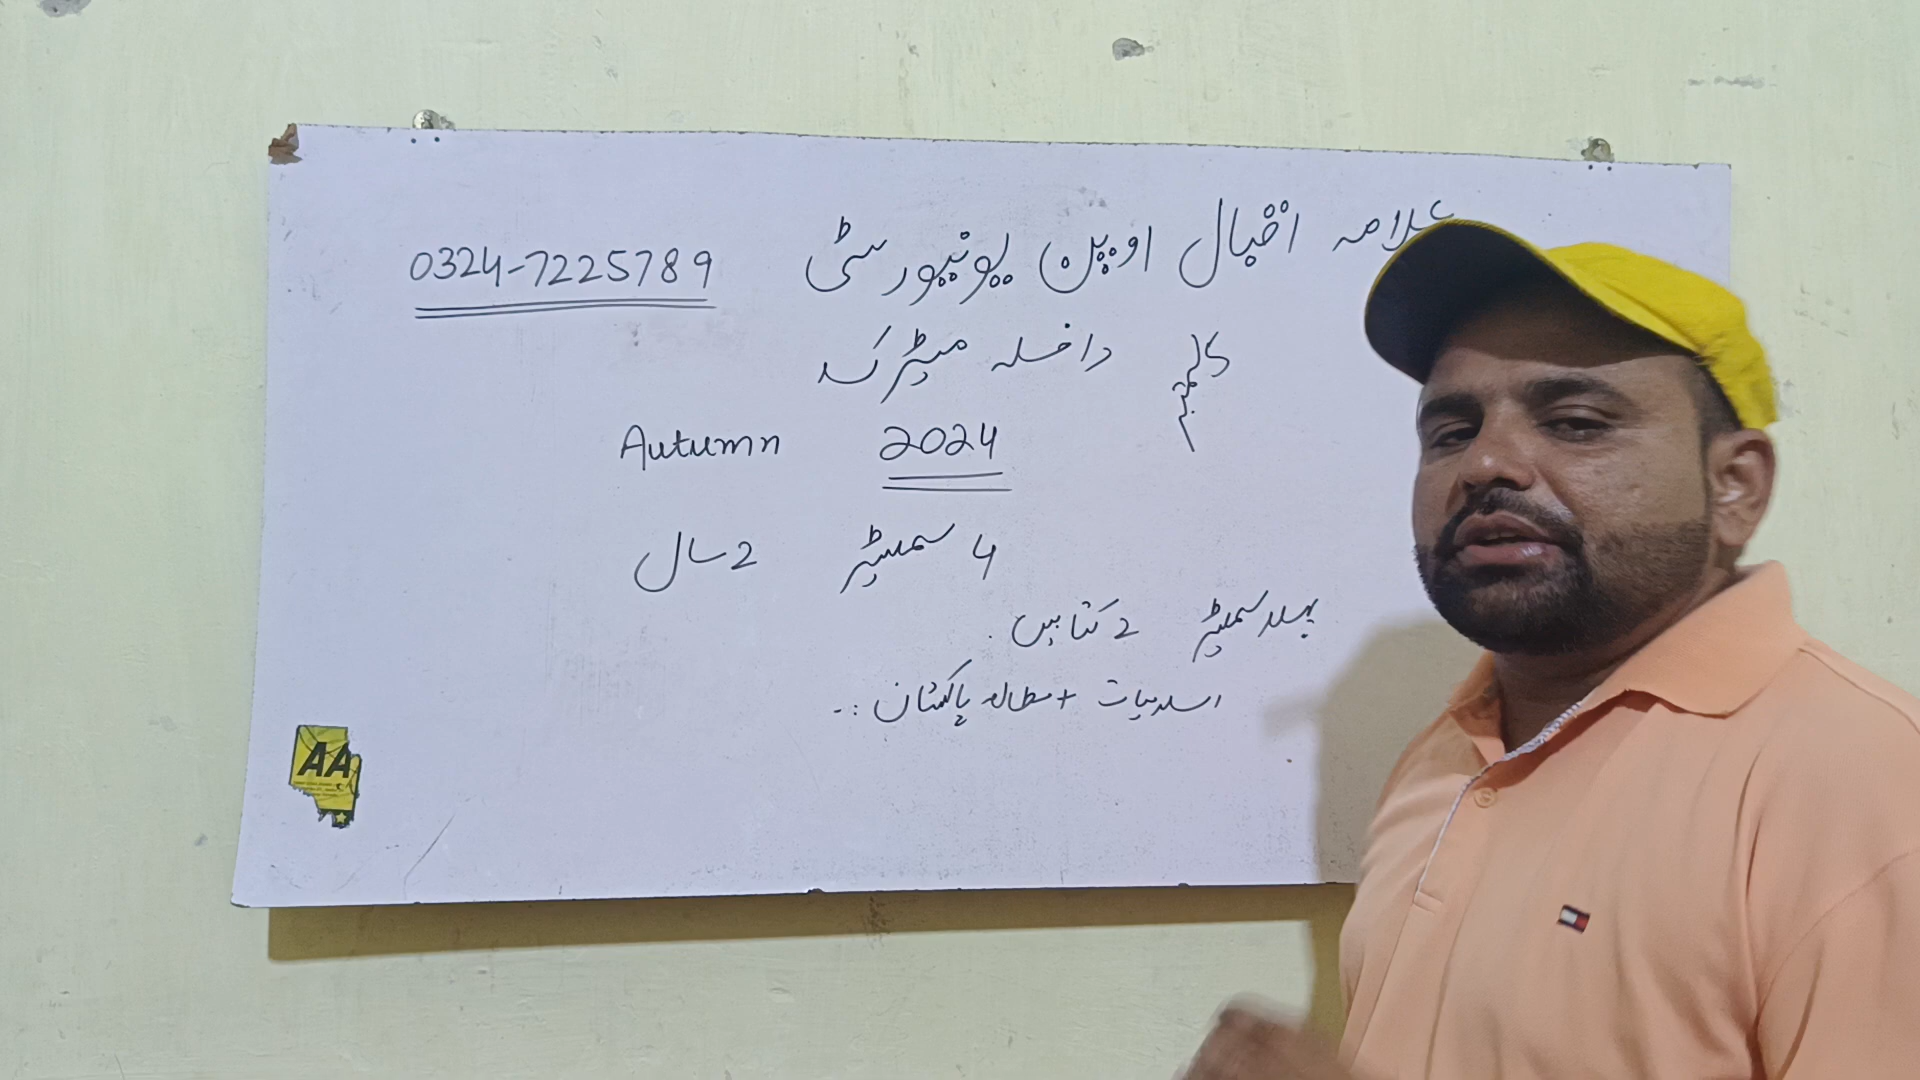 علامہ اقبال اوپن یونیورسٹی
0324-7225789
داخلہ میٹرک
Autumn 2024
4 سمسٹر 2 سال
پہلا سمسٹر 2 کتابیں
اسلامیات + مطالعہ پاکستان
AA